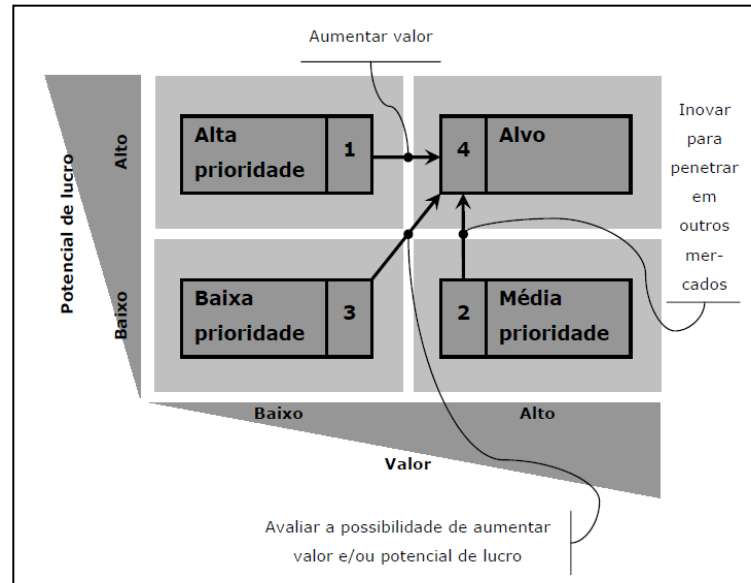 Aumentar valor
Inovar
para
penetrar
em
outros
mer-
cados
Potencial de lucro
Alto
Baixo
Alta
prioridade
1
4
Alvo
Baixa
prioridade
3
2
Média
prioridade
Baixo
Alto
Valor
Avaliar a possibilidade de aumentar
valor e/ou potencial de lucro